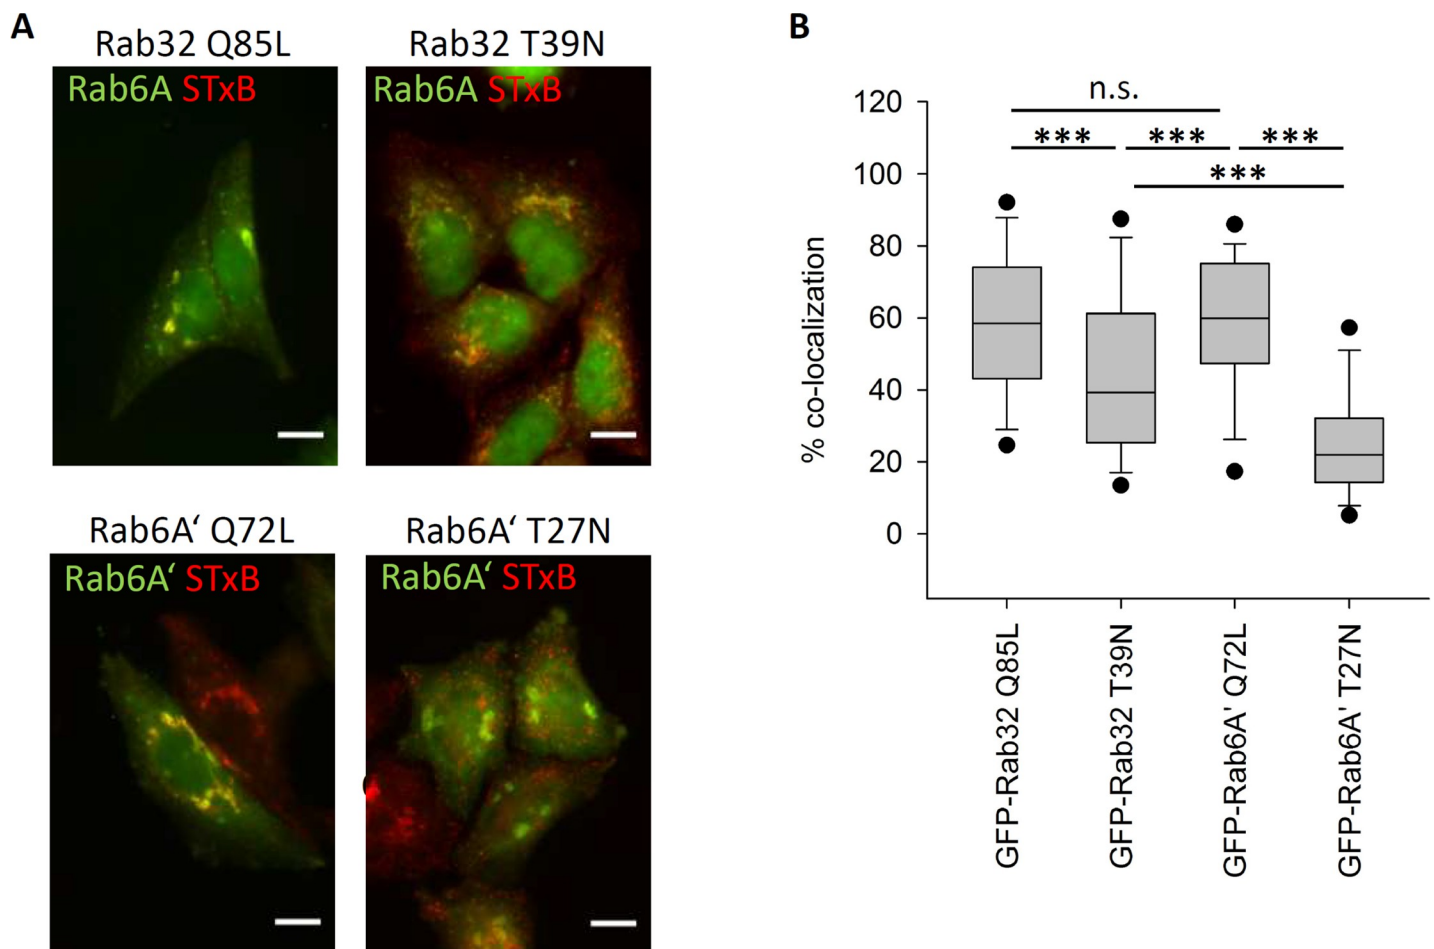 A
Rab32 Q85L
Rab32 T39N
Rab6A STxB
Rab6A STxB
Rab6A‘ Q72L
Rab6A‘ T27N
Rab6A‘ STxB
Rab6A‘ STxB
B
n.s.
*** *** ***
***
% co-localization
120
100
80
60
40
20
0
GFP-Rab32 Q85L
GFP-Rab32 T39N
GFP-Rab6A' Q72L
GFP-Rab6A' T27N